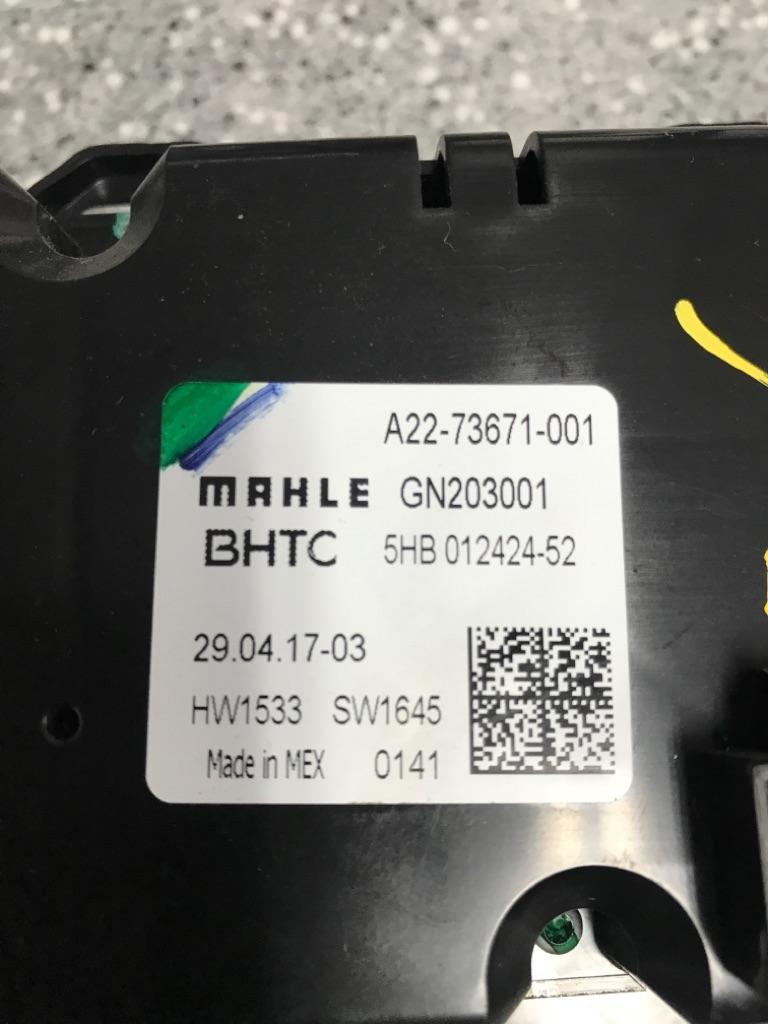 A22-73671-001
MAHLE GN203001
BHTC 5HB 012424-52
29.04.17-03
HW1533 SW1645
Made in MEX 0141